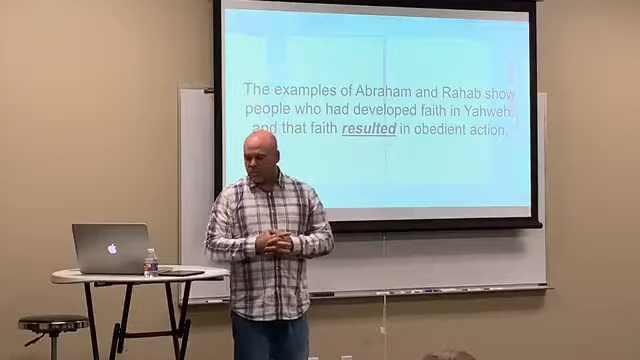 The examples of Abraham and Rahab show
people who had developed faith in Yahweh,
and that faith resulted in obedient action.